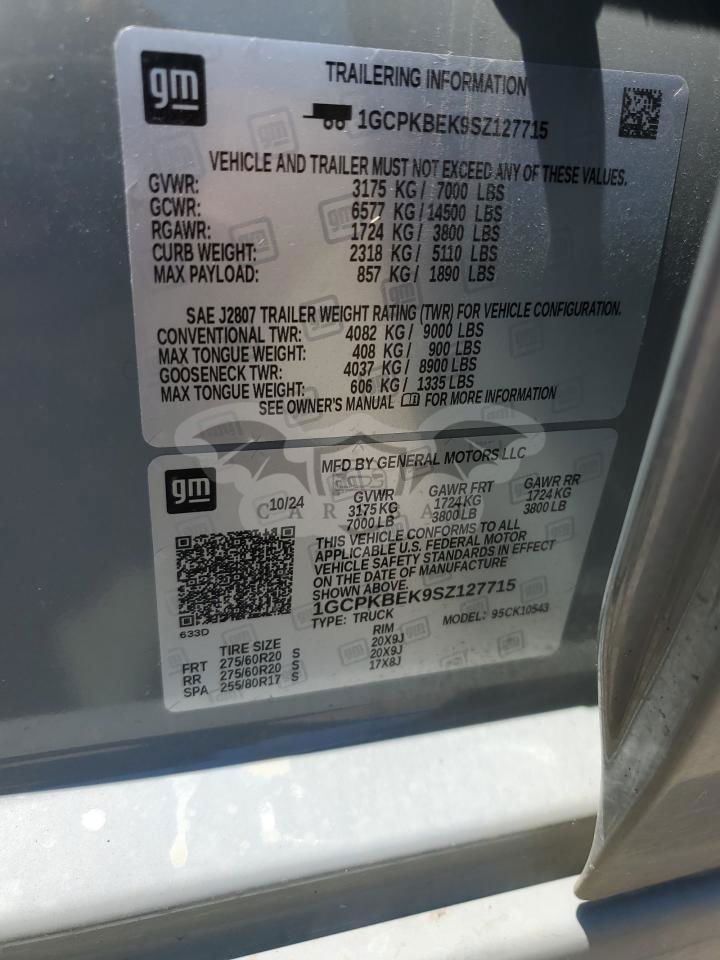 gm
TRAILERING INFORMATION
1GCPKBEK9SZ127715
VEHICLE AND TRAILER MUST NOT EXCEED ANY OF THESE VALUES.
GVWR: 3175 KG / 7000 LBS
GCWR: 6577 KG / 14500 LBS
RGAWR: 1724 KG / 3800 LBS
CURB WEIGHT: 2318 KG / 5110 LBS
MAX PAYLOAD: 857 KG / 1890 LBS
SAE J2807 TRAILER WEIGHT RATING (TWR) FOR VEHICLE CONFIGURATION.
CONVENTIONAL TWR: 4082 KG / 9000 LBS
MAX TONGUE WEIGHT: 408 KG / 900 LBS
GOOSENECK TWR: 4037 KG / 8900 LBS
MAX TONGUE WEIGHT: 606 KG / 1335 LBS
SEE OWNER'S MANUAL FOR MORE INFORMATION
gm
MFD BY GENERAL MOTORS LLC
10/24 GVWR GAWR FRT GAWR RR
3175 KG 1724 KG 1724 KG
7000 LB 3800 LB 3800 LB
THIS VEHICLE CONFORMS TO ALL
APPLICABLE U.S. FEDERAL MOTOR
VEHICLE SAFETY STANDARDS IN EFFECT
ON THE DATE OF MANUFACTURE
SHOWN ABOVE.
1GCPKBEK9SZ127715
TYPE: TRUCK MODEL: 95CK10543
633D
TIRE SIZE RIM
FRT 275/60R20 S 20X9J
RR 275/60R20 S 20X9J
SPA 255/80R17 S 17X8J